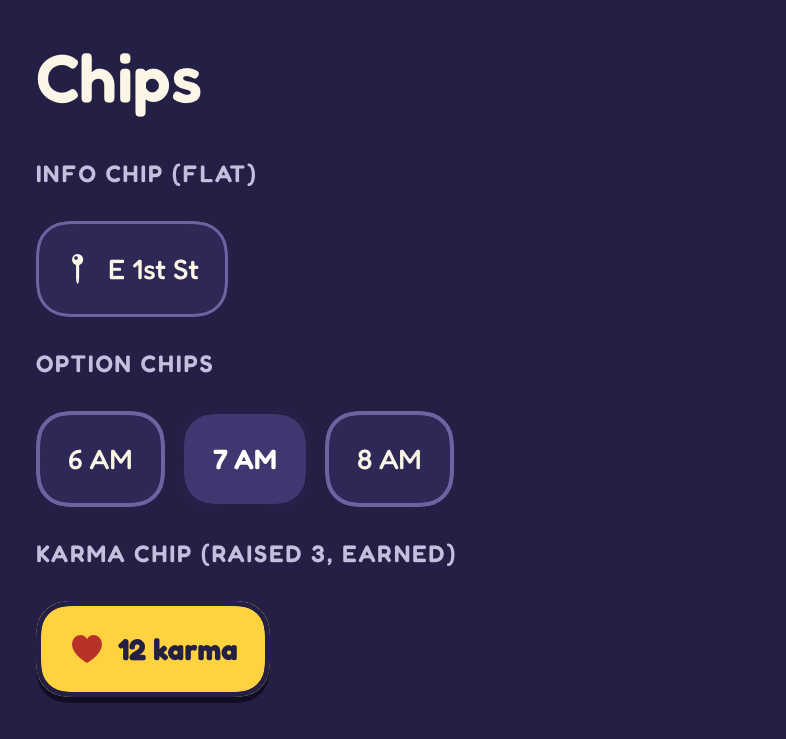 Chips
INFO CHIP (FLAT)
E 1st St
OPTION CHIPS
6 AM 7 AM 8 AM
KARMA CHIP (RAISED 3, EARNED)
12 karma